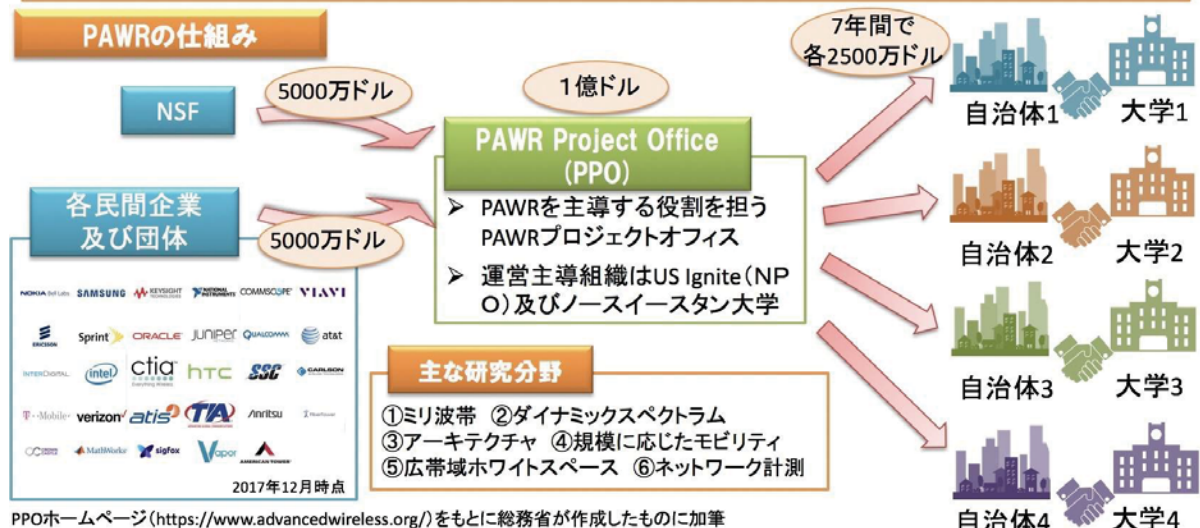 PAWRの仕組み
NSF
5000万ドル
1億ドル
7年間で
各2500万ドル
各民間企業
及び団体
5000万ドル
NOKIA Bell Labs SAMSUNG KEYSIGHT TECHNOLOGIES NATIONAL INSTRUMENTS COMMSCOPE VIAVI
ERICSSON Sprint ORACLE JUNIPER QUALCOMM at&t
INTERDIGITAL intel ctia Everything Wireless hTC SSC CARLSON
T··Mobile· verizon atis TIA Anritsu
CROWN CASTLE MathWorks sigfox Vapor AMERICAN TOWER
2017年12月時点
PAWR Project Office
(PPO)
➢ PAWRを主導する役割を担う
PAWRプロジェクトオフィス
➢ 運営主導組織はUS Ignite(NP
O)及びノースイースタン大学
主な研究分野
①ミリ波帯 ②ダイナミックスペクトラム
③アーキテクチャ ④規模に応じたモビリティ
⑤広帯域ホワイトスペース ⑥ネットワーク計測
自治体1 大学1
自治体2 大学2
自治体3 大学3
自治体4 大学4
PPOホームページ(https://www.advancedwireless.org/)をもとに総務省が作成したものに加筆